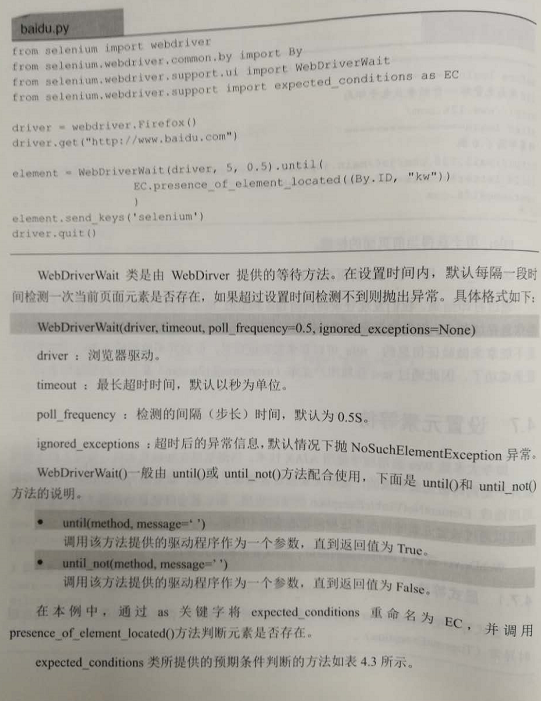 baidu.py
from selenium import webdriver
from selenium.webdriver.common.by import By
from selenium.webdriver.support.ui import WebDriverWait
from selenium.webdriver.support import expected_conditions as EC
driver = webdriver.Firefox()
driver.get("http://www.baidu.com")
element = WebDriverWait(driver, 5, 0.5).until(
EC.presence_of_element_located((By.ID, "kw"))
)
element.send_keys('selenium')
driver.quit()
WebDriverWait 类是由 WebDirver 提供的等待方法。在设置时间内，默认每隔一段时
间检测一次当前页面元素是否存在，如果超过设置时间检测不到则抛出异常。具体格式如下:
WebDriverWait(driver, timeout, poll_frequency=0.5, ignored_exceptions=None)
driver ：浏览器驱动。
timeout ：最长超时时间，默认以秒为单位。
poll_frequency ：检测的间隔（步长）时间，默认为 0.5S。
ignored_exceptions ：超时后的异常信息，默认情况下抛 NoSuchElementException 异常。
WebDriverWait()一般由 until()或 until_not()方法配合使用，下面是 until()和 until_not()
方法的说明。
● until(method, message=' ')
调用该方法提供的驱动程序作为一个参数，直到返回值为 True。
● until_not(method, message=' ')
调用该方法提供的驱动程序作为一个参数，直到返回值为 False。
在本例中，通过 as 关键字将 expected_conditions 重命名为 EC，并调用
presence_of_element_located()方法判断元素是否存在。
expected_conditions 类所提供的预期条件判断的方法如表 4.3 所示。